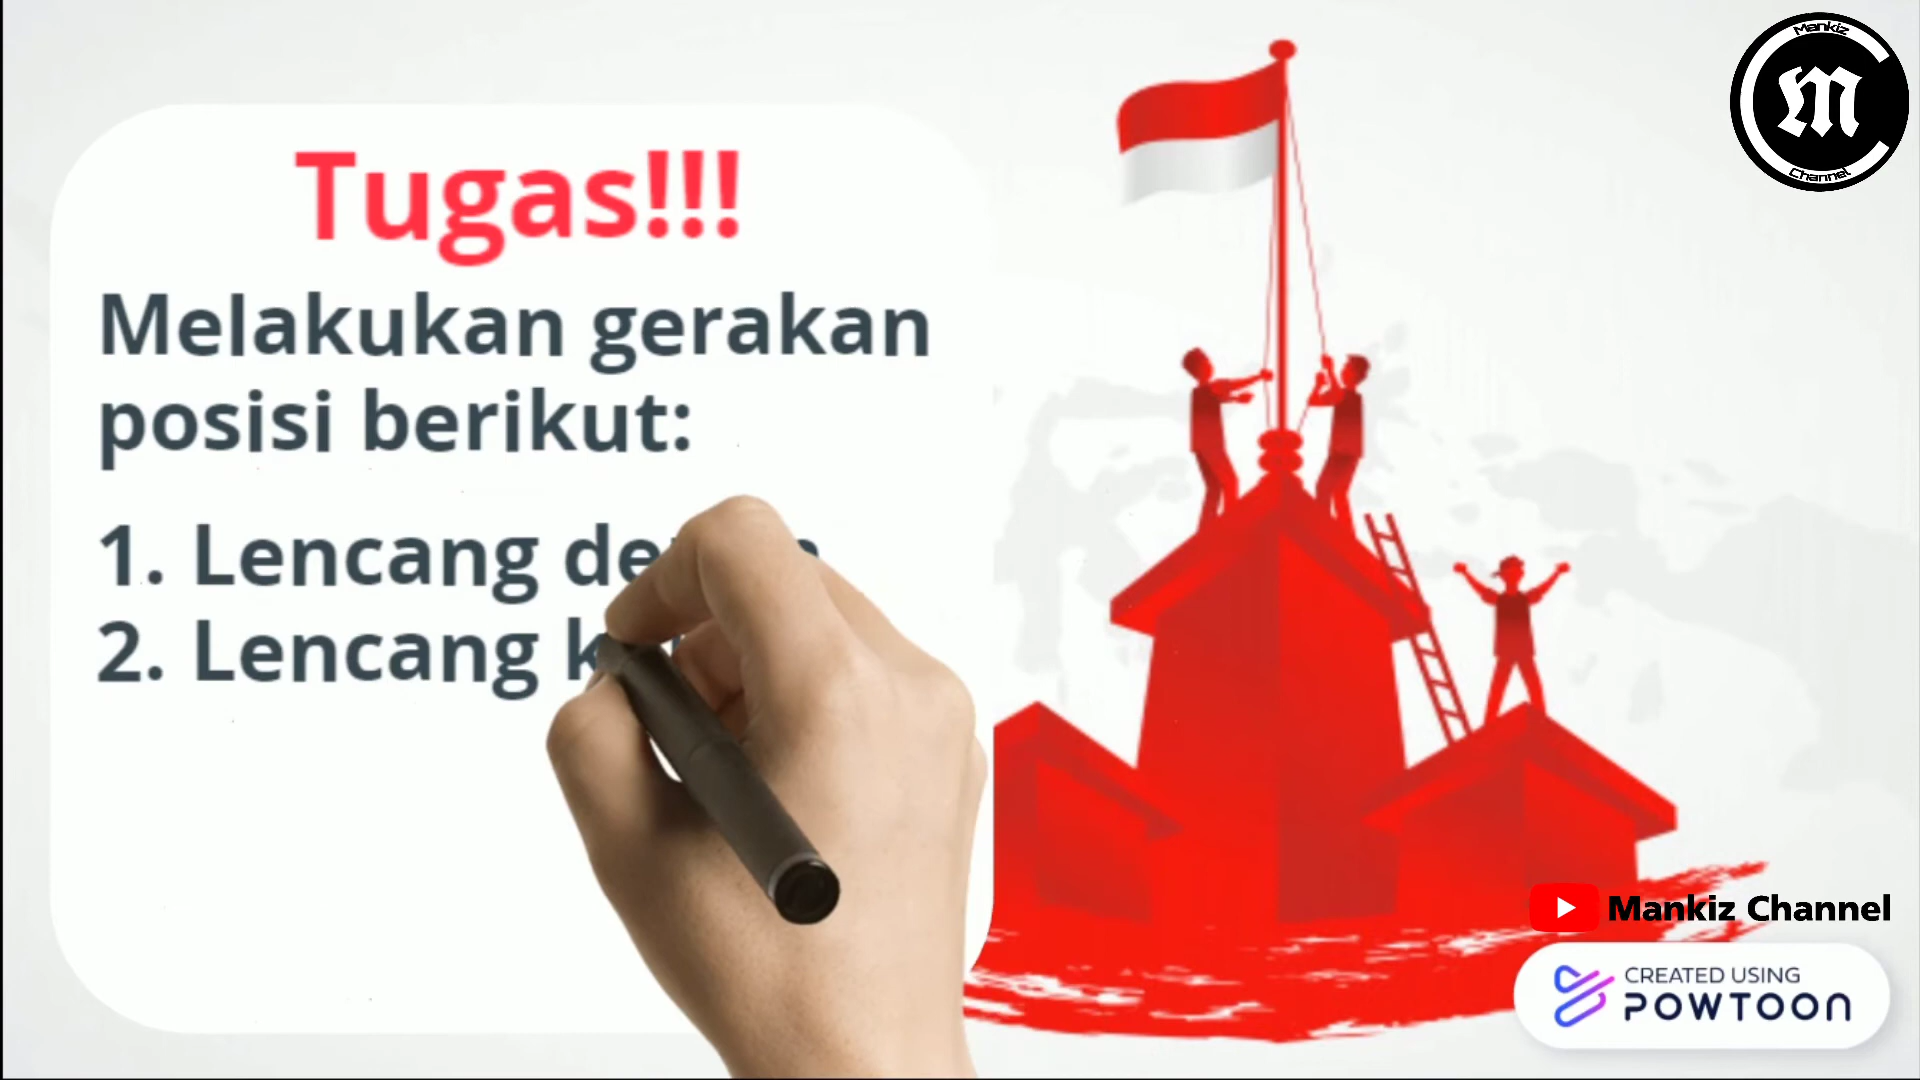 Mankiz
M
Channel
Tugas!!!
Melakukan gerakan
posisi berikut:
1. Lencang
2. Lencang
Mankiz Channel
CREATED USING
POWTOON